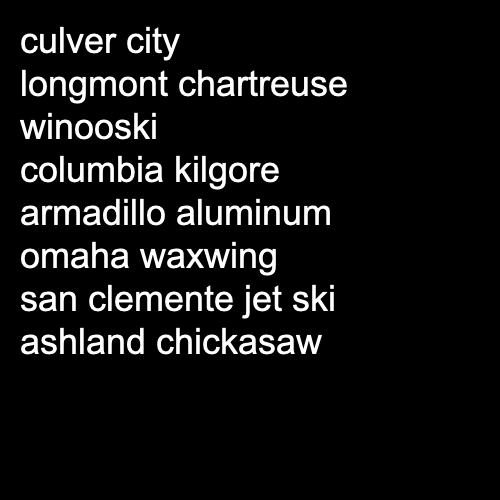 culver city
longmont chartreuse
winooski
columbia kilgore
armadillo aluminum
omaha waxwing
san clemente jet ski
ashland chickasaw